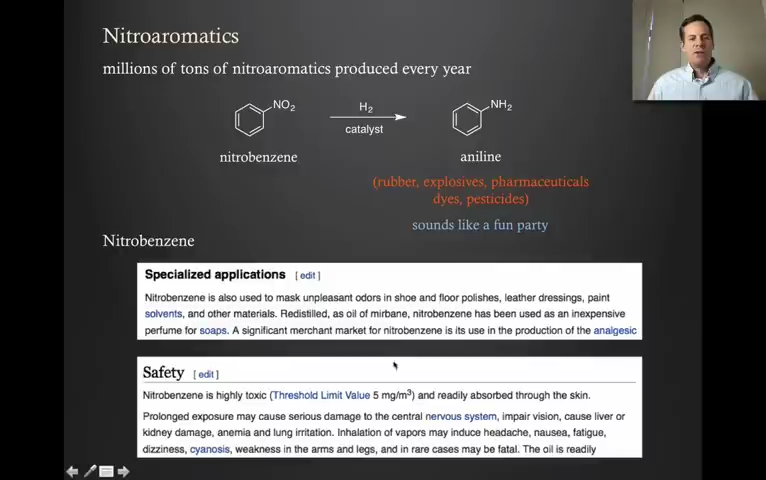 Nitroaromatics
millions of tons of nitroaromatics produced every year
NO2
H2
NH2
catalyst
nitrobenzene
aniline
(rubber, explosives, pharmaceuticals
dyes, pesticides)
sounds like a fun party
Nitrobenzene
Specialized applications [ edit ]
Nitrobenzene is also used to mask unpleasant odors in shoe and floor polishes, leather dressings, paint
solvents, and other materials. Redistilled, as oil of mirbane, nitrobenzene has been used as an inexpensive
perfume for soaps. A significant merchant market for nitrobenzene is its use in the production of the analgesic
Safety [ edit ]
Nitrobenzene is highly toxic (Threshold Limit Value 5 mg/m3) and readily absorbed through the skin.
Prolonged exposure may cause serious damage to the central nervous system, impair vision, cause liver or
kidney damage, anemia and lung irritation. Inhalation of vapors may induce headache, nausea, fatigue,
dizziness, cyanosis, weakness in the arms and legs, and in rare cases may be fatal. The oil is readily